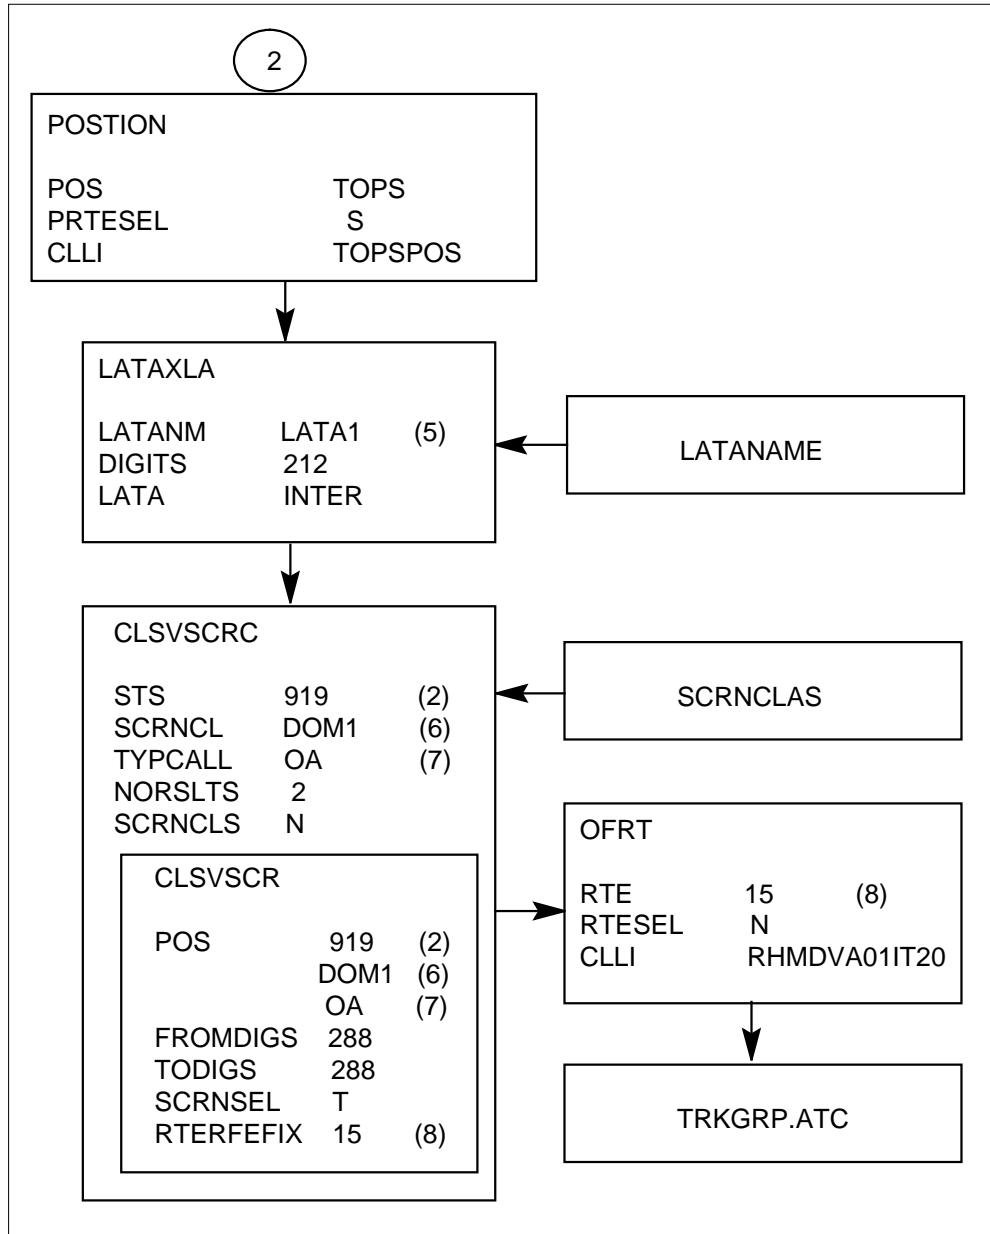 2
POSTION
POS TOPS
PRTESEL S
CLLI TOPSPOS
LATAXLA
LATANM LATA1 (5)
DIGITS 212
LATA INTER
LATANAME
CLSVSCRC
STS 919 (2)
SCRNCL DOM1 (6)
TYPCALL OA (7)
NORSLTS 2
SCRNCLS N
SCRNCLAS
CLSVSCR
POS 919 (2)
DOM1 (6)
OA (7)
FROMDIGS 288
TODIGS 288
SCRNSEL T
RTERFEFIX 15 (8)
OFRT
RTE 15 (8)
RTESEL N
CLLI RHMDVA01IT20
TRKGRP.ATC